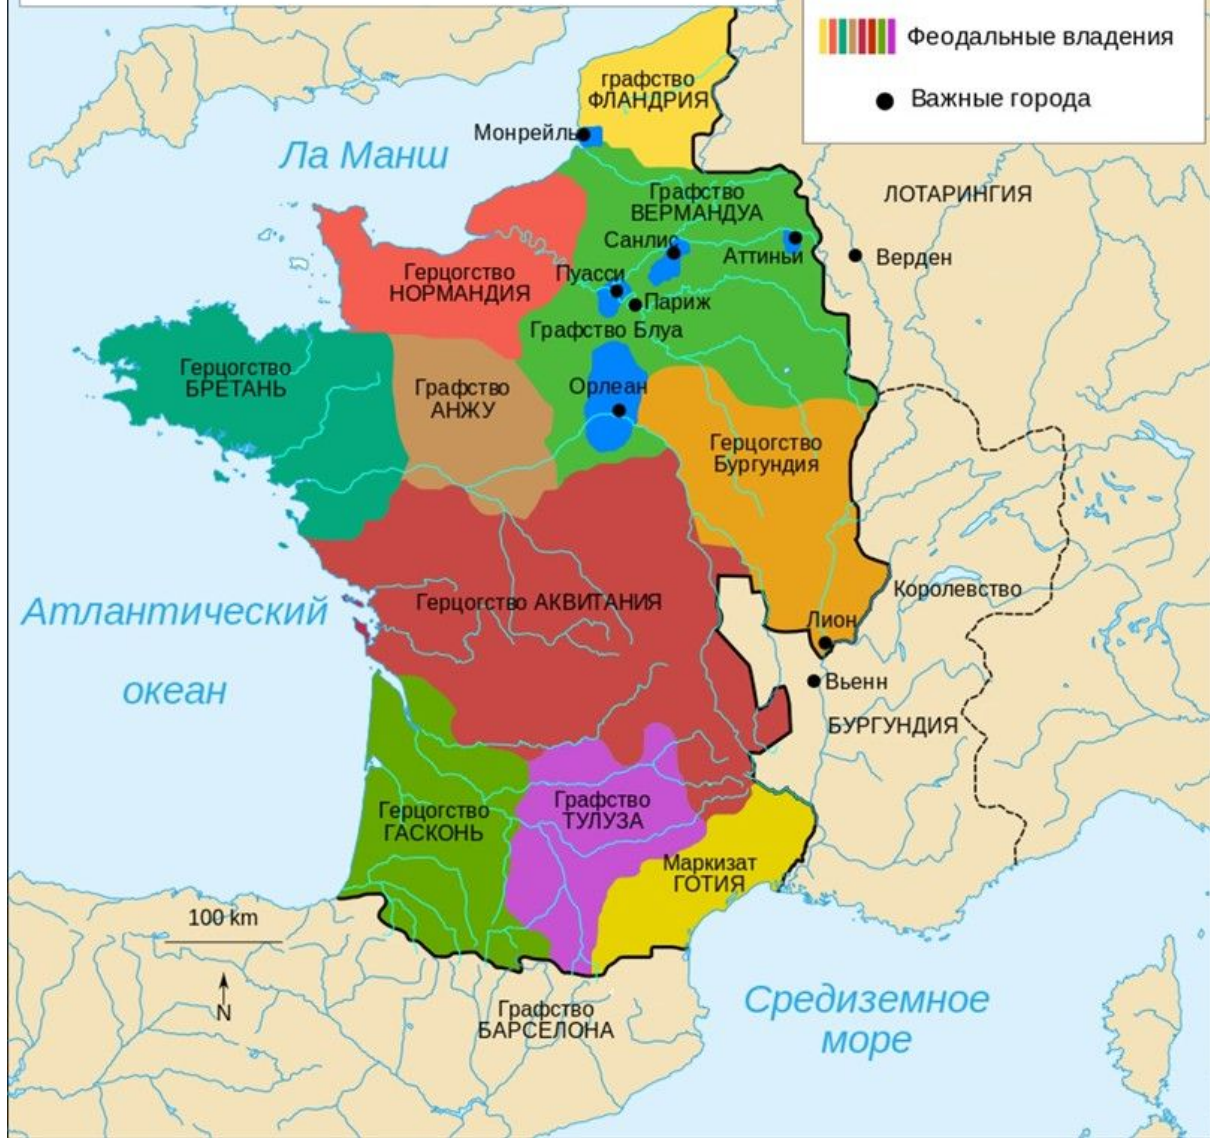 Феодальные владения
Важные города
графство
ФЛАНДРИЯ
Монрейль
Ла Манш
Графство
ВЕРМАНДУА
ЛОТАРИНГИЯ
Санлис
Аттиньи
Верден
Герцогство
НОРМАНДИЯ
Пуасси
Париж
Графство Блуа
Герцогство
БРЕТАНЬ
Графство
АНЖУ
Орлеан
Герцогство
Бургундия
Атлантический
океан
Герцогство АКВИТАНИЯ
Королевство
Лион
Вьенн
БУРГУНДИЯ
Герцогство
ГАСКОНЬ
Графство
ТУЛУЗА
Маркизат
ГОТИЯ
100 km
N
Графство
БАРСЕЛОНА
Средиземное
море